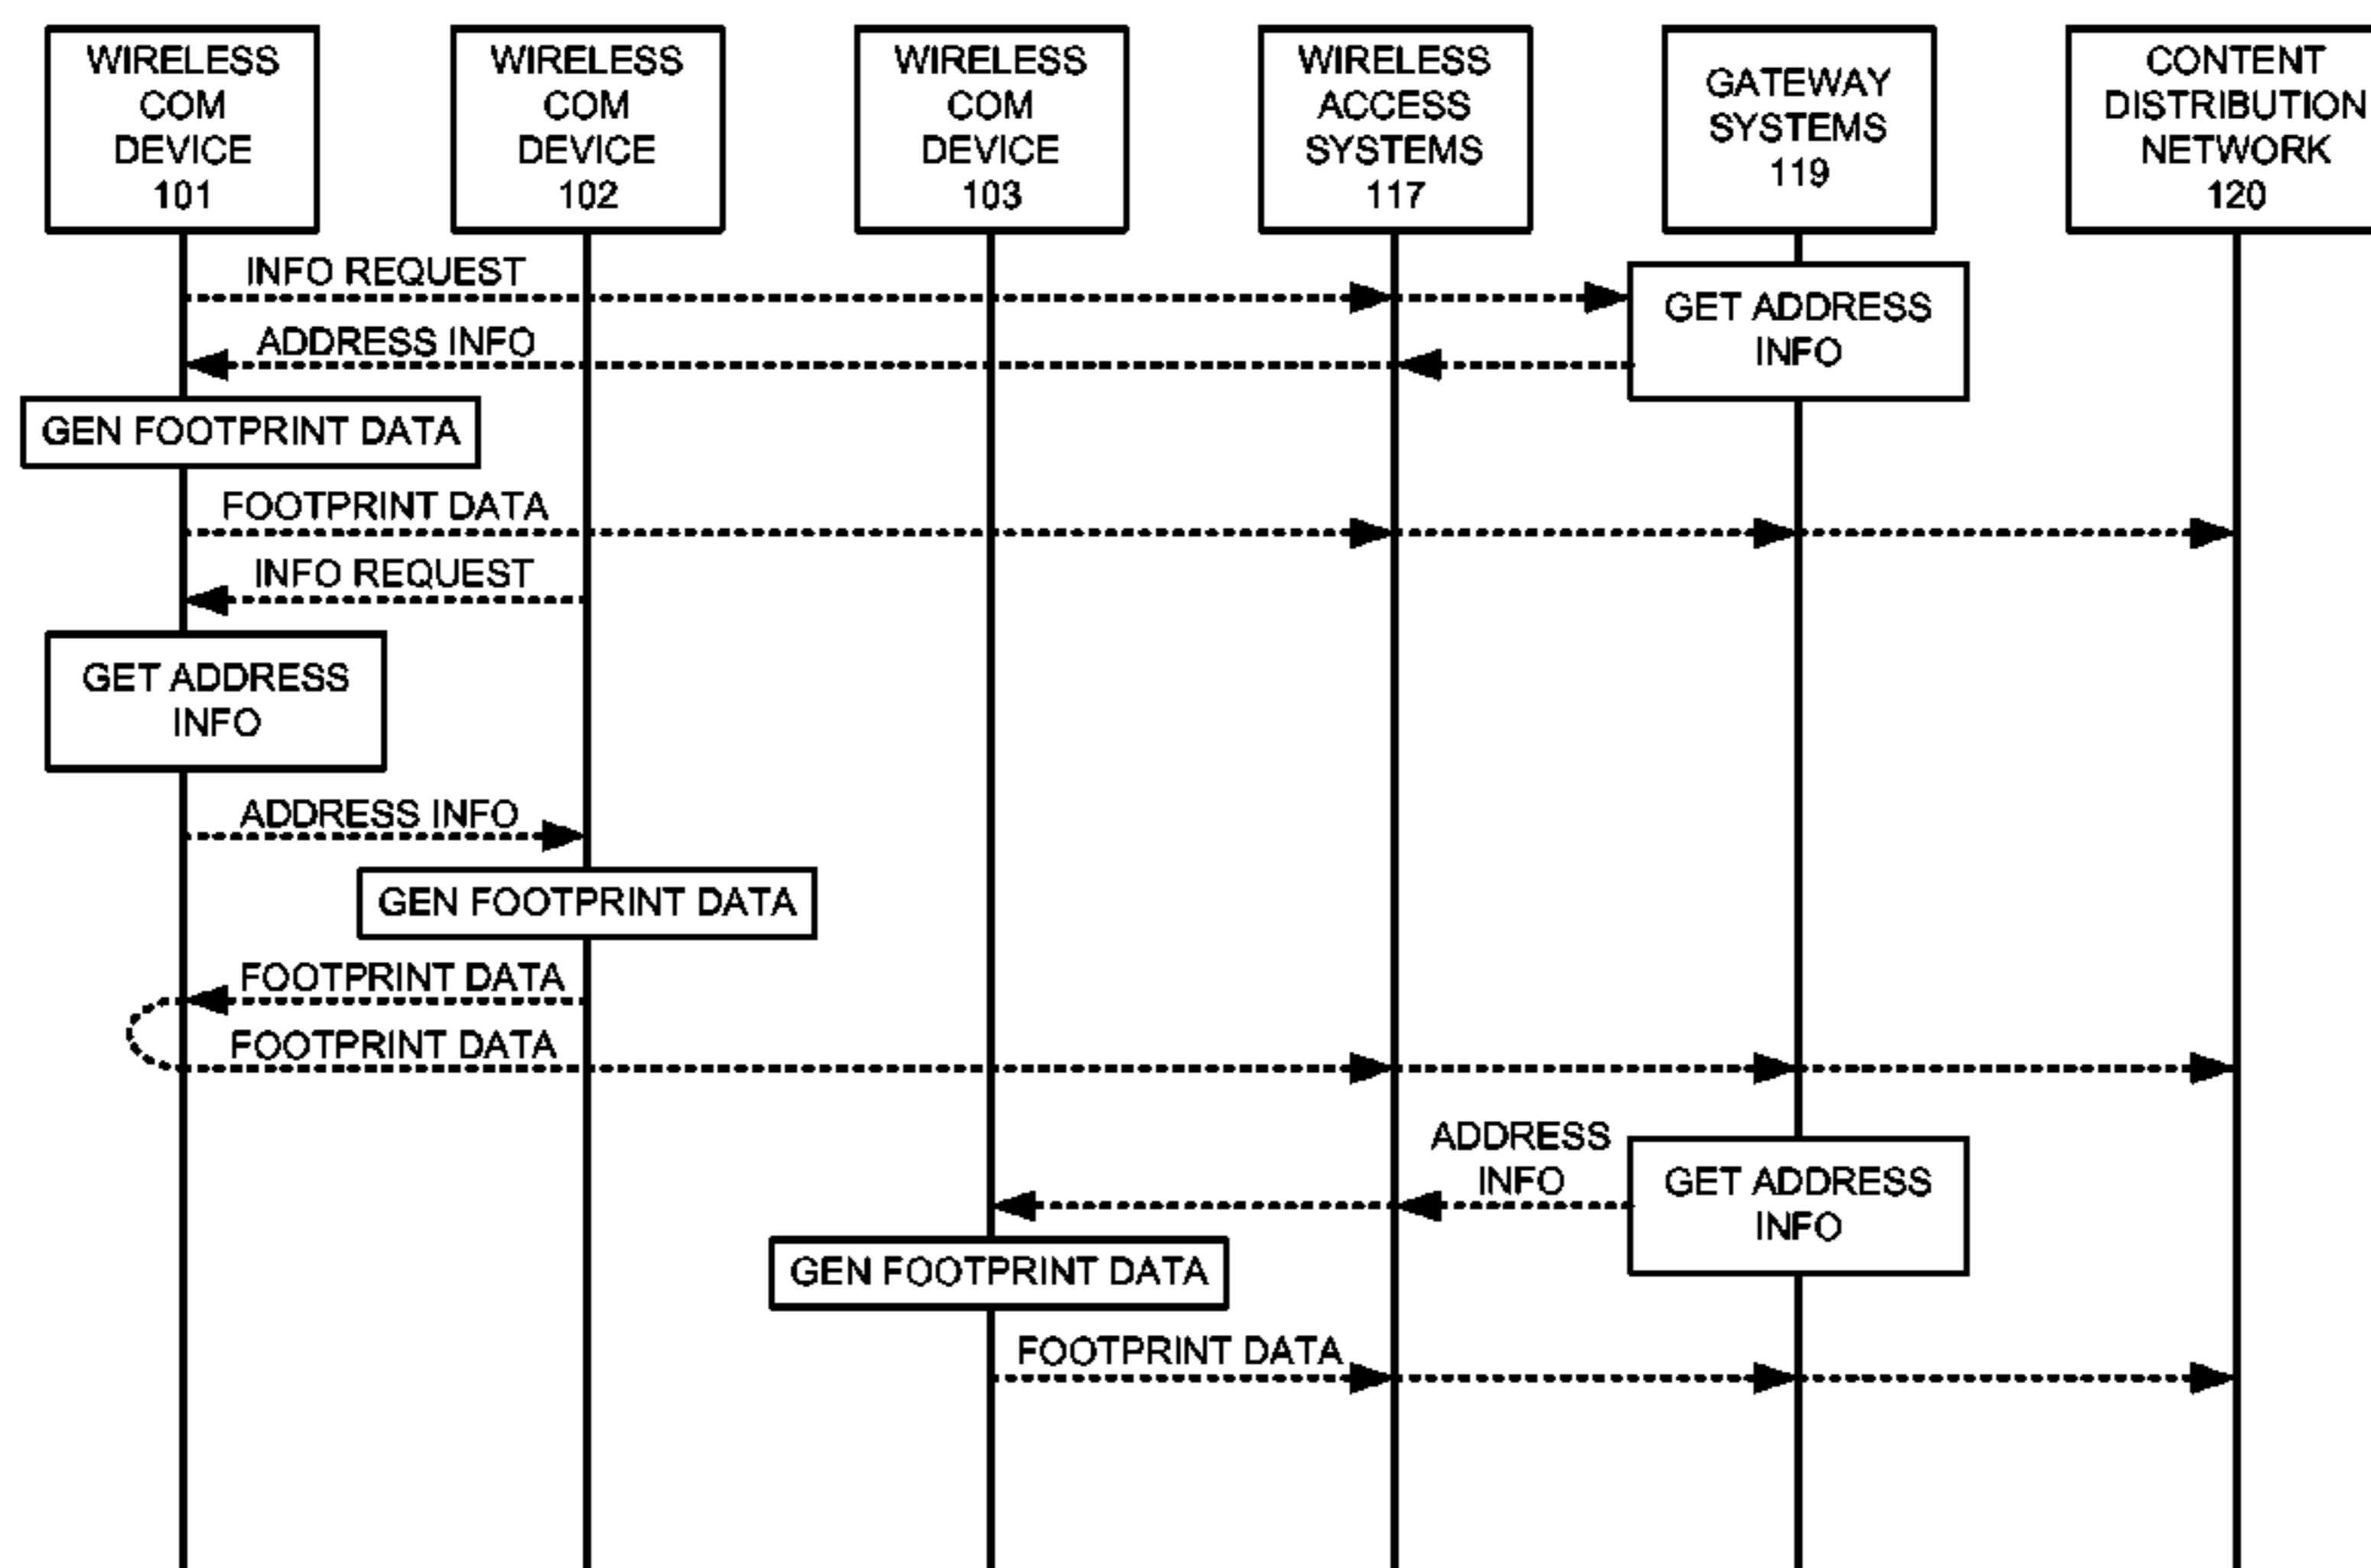 WIRELESS
COM
DEVICE
101
WIRELESS
COM
DEVICE
102
WIRELESS
COM
DEVICE
103
WIRELESS
ACCESS
SYSTEMS
117
GATEWAY
SYSTEMS
119
CONTENT
DISTRIBUTION
NETWORK
120
INFO REQUEST
GET ADDRESS
INFO
ADDRESS INFO
GEN FOOTPRINT DATA
FOOTPRINT DATA
INFO REQUEST
GET ADDRESS
INFO
ADDRESS INFO
GEN FOOTPRINT DATA
FOOTPRINT DATA
FOOTPRINT DATA
ADDRESS
INFO
GET ADDRESS
INFO
GEN FOOTPRINT DATA
FOOTPRINT DATA